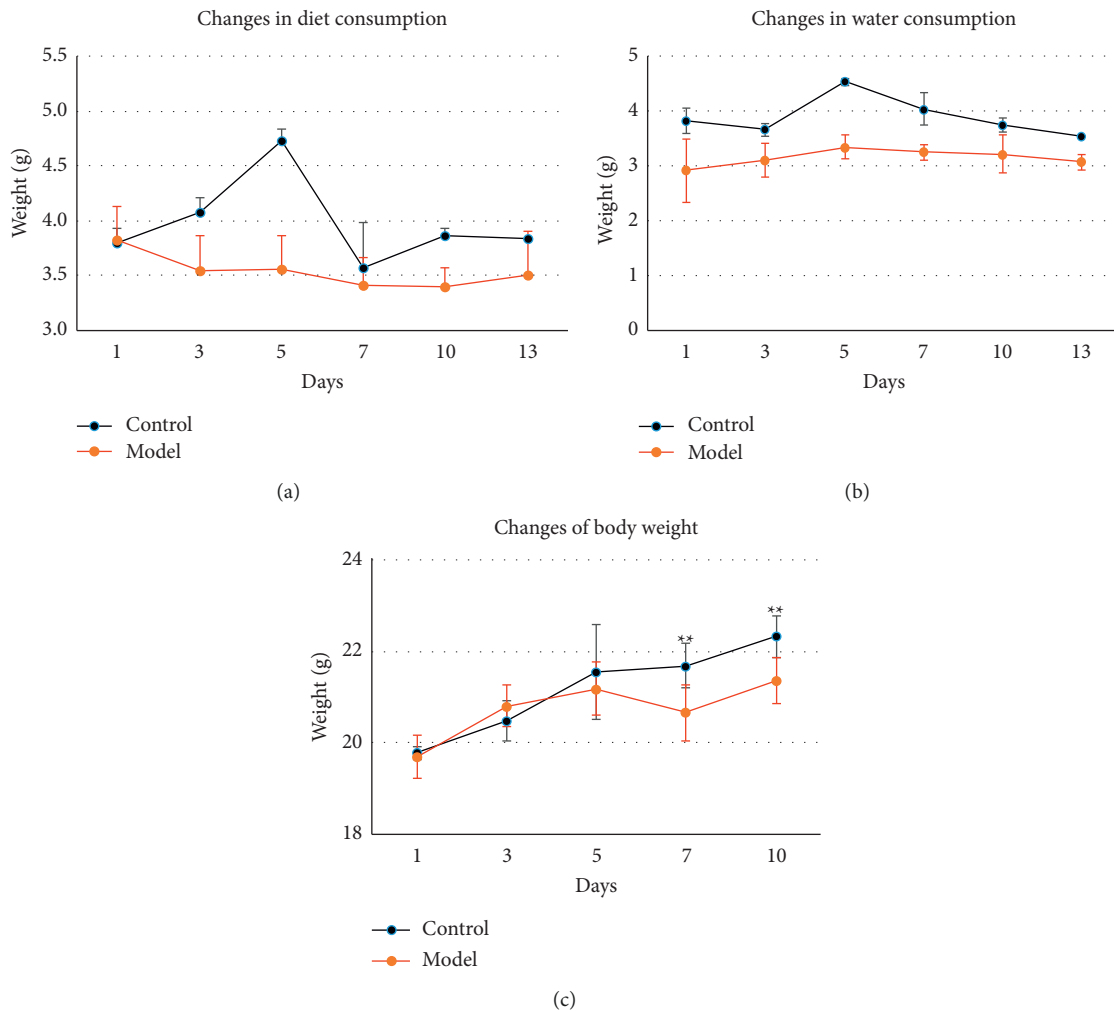 Changes in diet consumption
5.5
5.0
4.5
4.0
3.5
3.0
Weight (g)
1 3 5 7 10 13
Days
Control
Model
(a)
Changes in water consumption
5
4
3
2
1
0
Weight (g)
1 3 5 7 10 13
Days
Control
Model
(b)
Changes of body weight
24
22
20
18
Weight (g)
** **
1 3 5 7 10
Days
Control
Model
(c)